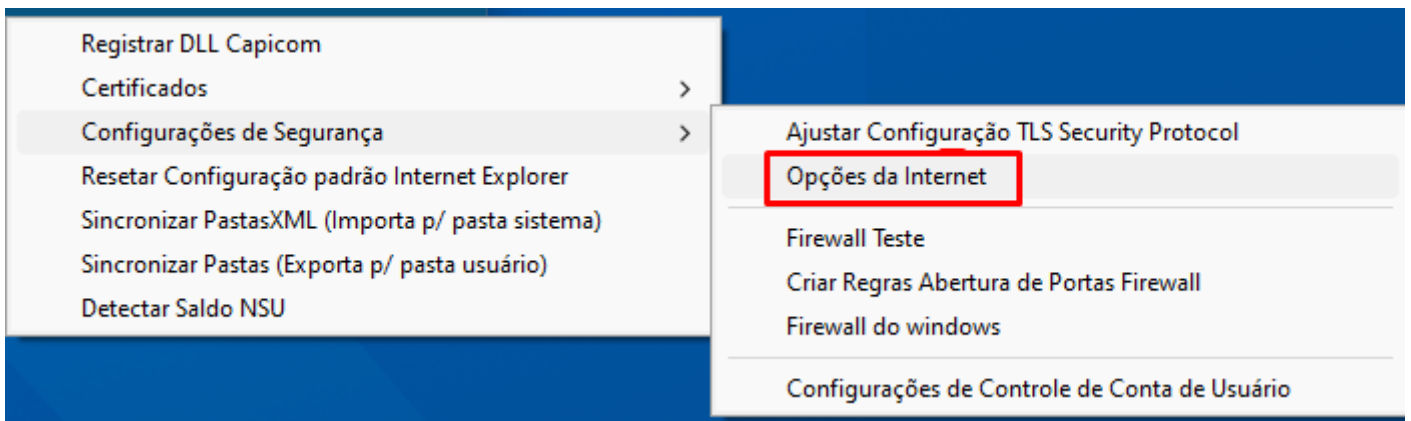 Registrar DLL Capicom
Certificados
Configurações de Segurança
Resetar Configuração padrão Internet Explorer
Sincronizar PastasXML (Importa p/ pasta sistema)
Sincronizar Pastas (Exporta p/ pasta usuário)
Detectar Saldo NSU
Ajustar Configuração TLS Security Protocol
Opções da Internet
Firewall Teste
Criar Regras Abertura de Portas Firewall
Firewall do windows
Configurações de Controle de Conta de Usuário